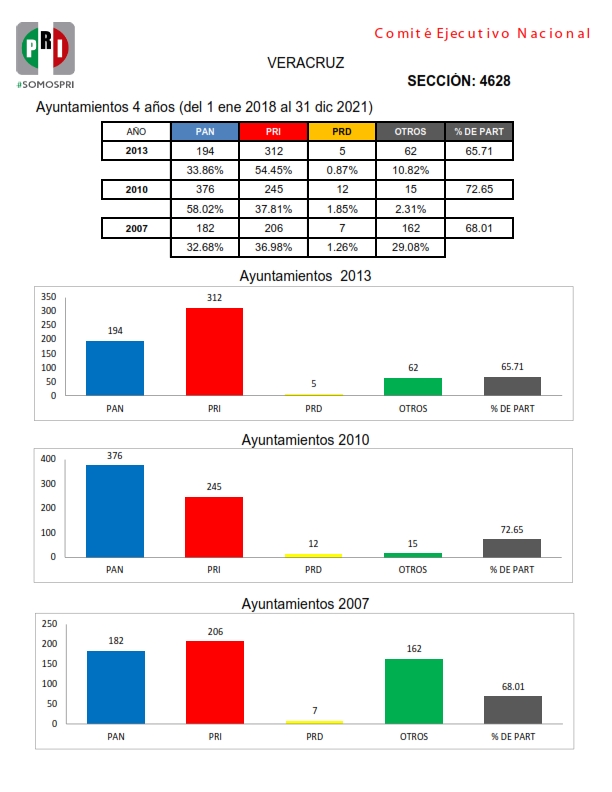 Comité Ejecutivo Nacional
PRI
#SOMOSPRI
VERACRUZ
SECCIÓN: 4628
Ayuntamientos 4 años (del 1 ene 2018 al 31 dic 2021)
AÑO PAN PRI PRD OTROS % DE PART
2013 194 312 5 62 65.71
33.86% 54.45% 0.87% 10.82%
2010 376 245 12 15 72.65
58.02% 37.81% 1.85% 2.31%
2007 182 206 7 162 68.01
32.68% 36.98% 1.26% 29.08%
Ayuntamientos 2013
350
300
250
200
150
100
50
0
194 312 5 62 65.71
PAN PRI PRD OTROS % DE PART
Ayuntamientos 2010
400
300
200
100
0
376 245 12 15 72.65
PAN PRI PRD OTROS % DE PART
Ayuntamientos 2007
250
200
150
100
50
0
182 206 7 162 68.01
PAN PRI PRD OTROS % DE PART